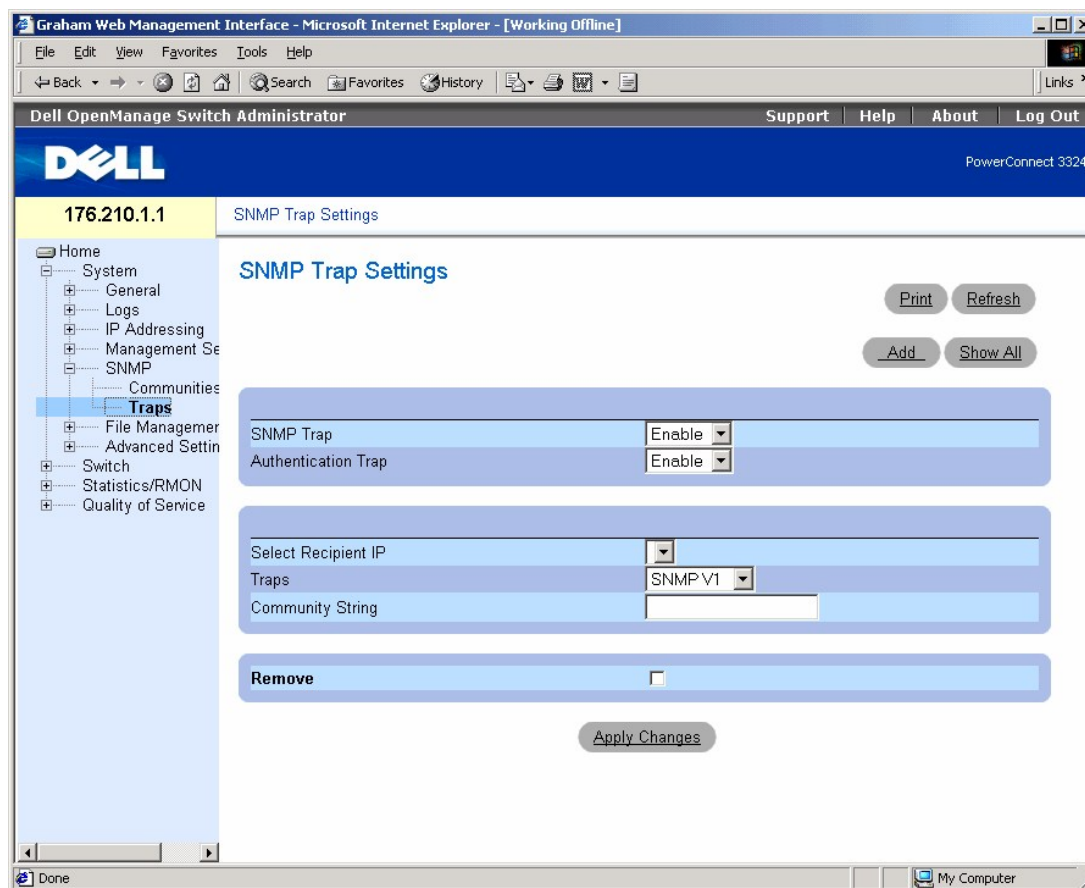 Graham Web Management Interface - Microsoft Internet Explorer - [Working Offline]
File Edit View Favorites Tools Help
Back Search Favorites History Links
Dell OpenManage Switch Administrator Support Help About Log Out
DELL PowerConnect 3324
176.210.1.1 SNMP Trap Settings
Home
System
General
Logs
IP Addressing
Management Se
SNMP
Communities
Traps
File Managemer
Advanced Settin
Switch
Statistics/RMON
Quality of Service
SNMP Trap Settings
Print Refresh
Add Show All
SNMP Trap Enable
Authentication Trap Enable
Select Recipient IP
Traps SNMP V1
Community String
Remove
Apply Changes
Done My Computer